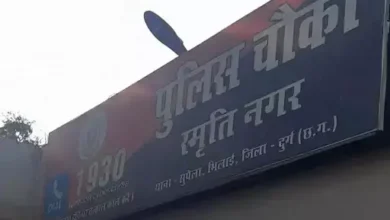 पुलिस चौकी
स्मृति नगर
1930
थाना - सुपेला, भिलाई, जिला - दुर्ग (छ.ग.)